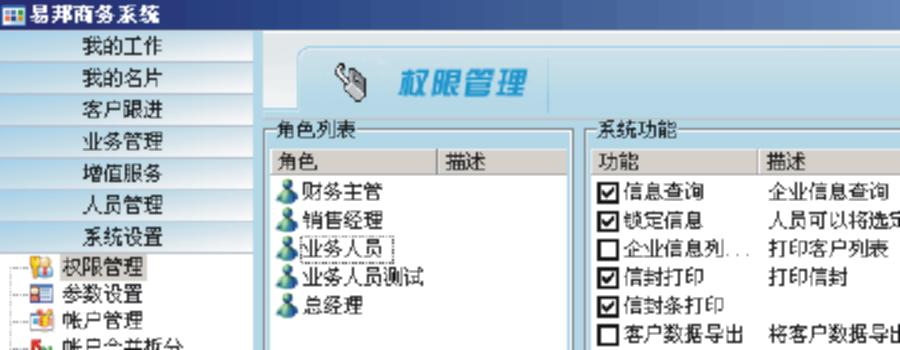 易邦商务系统
我的工作
我的名片
客户跟进
业务管理
增值服务
人员管理
系统设置
权限管理
参数设置
帐户管理
帐户合并拆分
权限管理
角色列表
角色 描述
财务主管
销售经理
业务人员
业务人员测试
总经理
系统功能
功能 描述
信息查询 企业信息查询
锁定信息 人员可以将选定
企业信息列... 打印客户列表
信封打印 打印信封
信封条打印
客户数据导出 将客户数据导